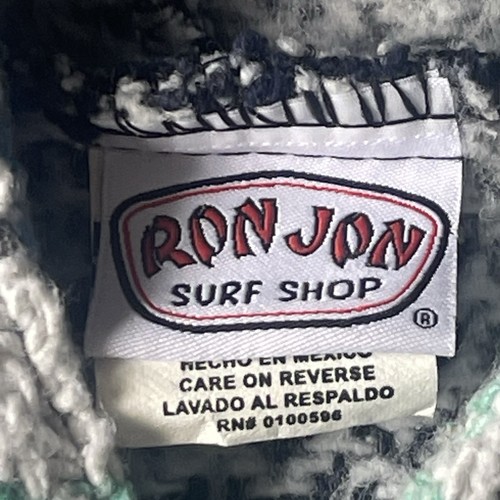 RON JON
SURF SHOP
®
HECHO EN MEXICO
CARE ON REVERSE
LAVADO AL RESPALDO
RN# 0100596